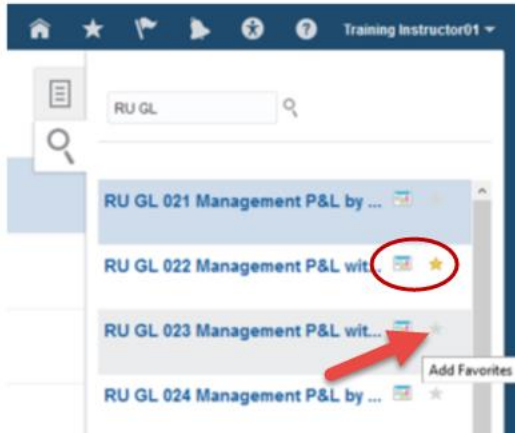 Training Instructor01
RU GL
RU GL 021 Management P&L by ...
RU GL 022 Management P&L wit...
RU GL 023 Management P&L wit...
Add Favorites
RU GL 024 Management P&L by ...